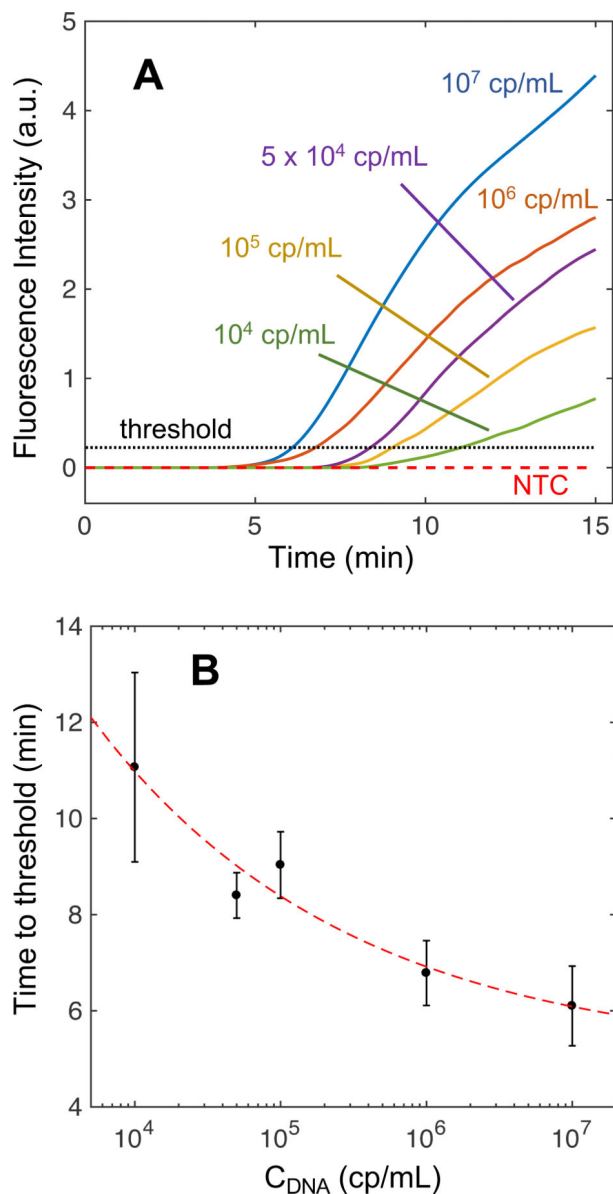 A
Fluorescence Intensity (a.u.)
5
4
3
2
1
0
10⁷ cp/mL
5 x 10⁴ cp/mL
10⁶ cp/mL
10⁵ cp/mL
10⁴ cp/mL
threshold
NTC
0
5
10
15
Time (min)
B
Time to threshold (min)
14
12
10
8
6
4
10⁴
10⁵
10⁶
10⁷
C_DNA (cp/mL)